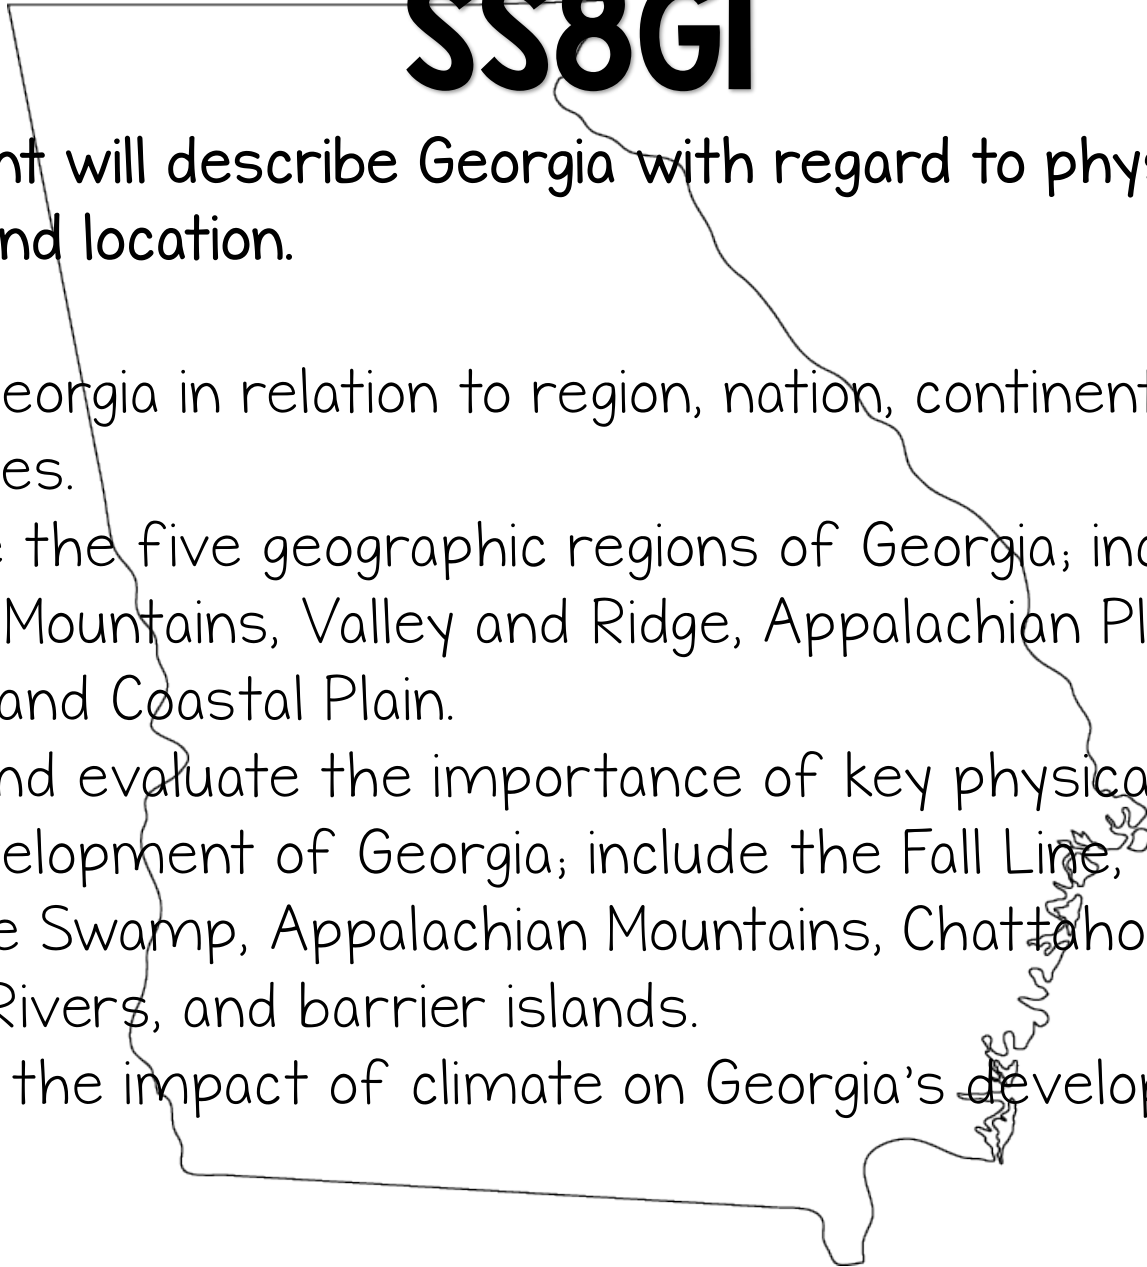 SS8G1
nt will describe Georgia with regard to phys
nd location.
eorgia in relation to region, nation, continent
es.
the five geographic regions of Georgia; inc
Mountains, Valley and Ridge, Appalachian Pl
and Coastal Plain.
nd evaluate the importance of key physica
elopment of Georgia; include the Fall Line,
e Swamp, Appalachian Mountains, Chattaho
Rivers, and barrier islands.
the impact of climate on Georgia's develop